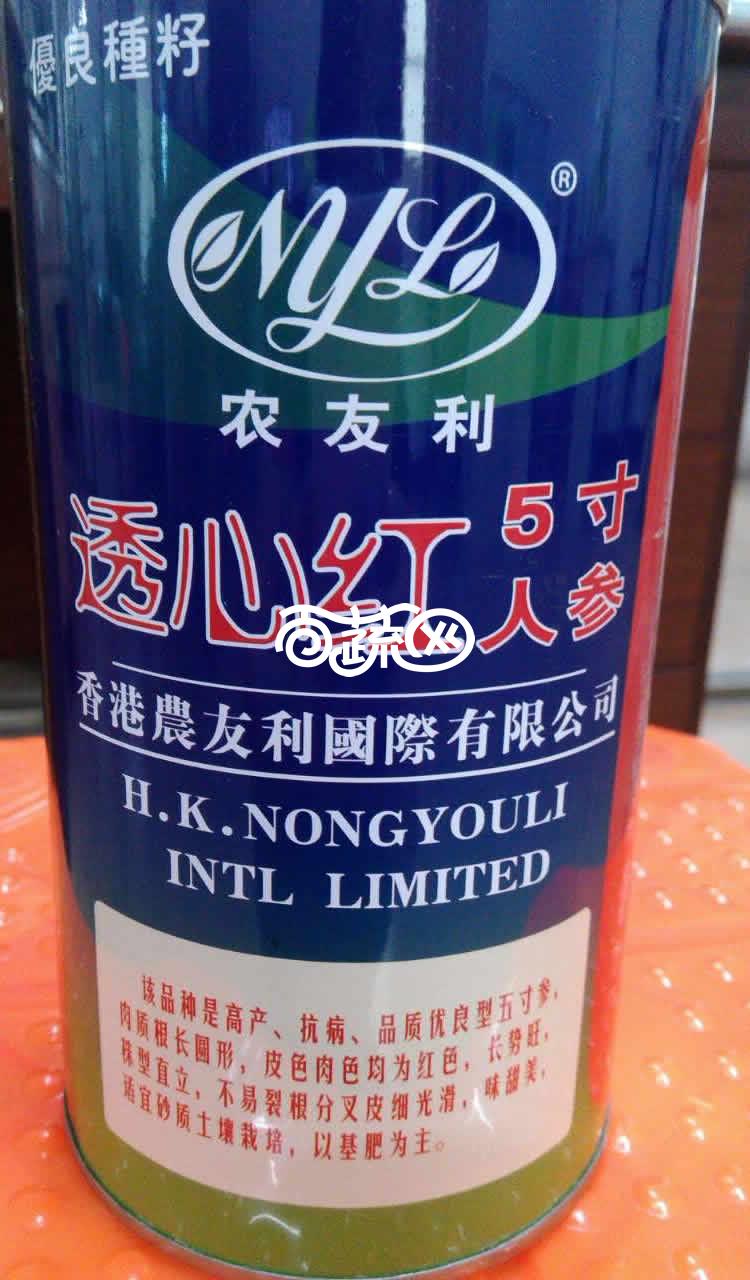 優良種籽
NYL
®
农友利
透心红 5寸人参
蔬
香港農友利國際有限公司
H.K.NONGYOULI
INTL LIMITED
该品种是高产、抗病、品质优良型五寸参，
肉质根长圆形，皮色肉色均为红色，长势旺，
株型直立，不易裂根分叉皮细光滑，味甜美，
适宜砂质土壤栽培，以基肥为主。